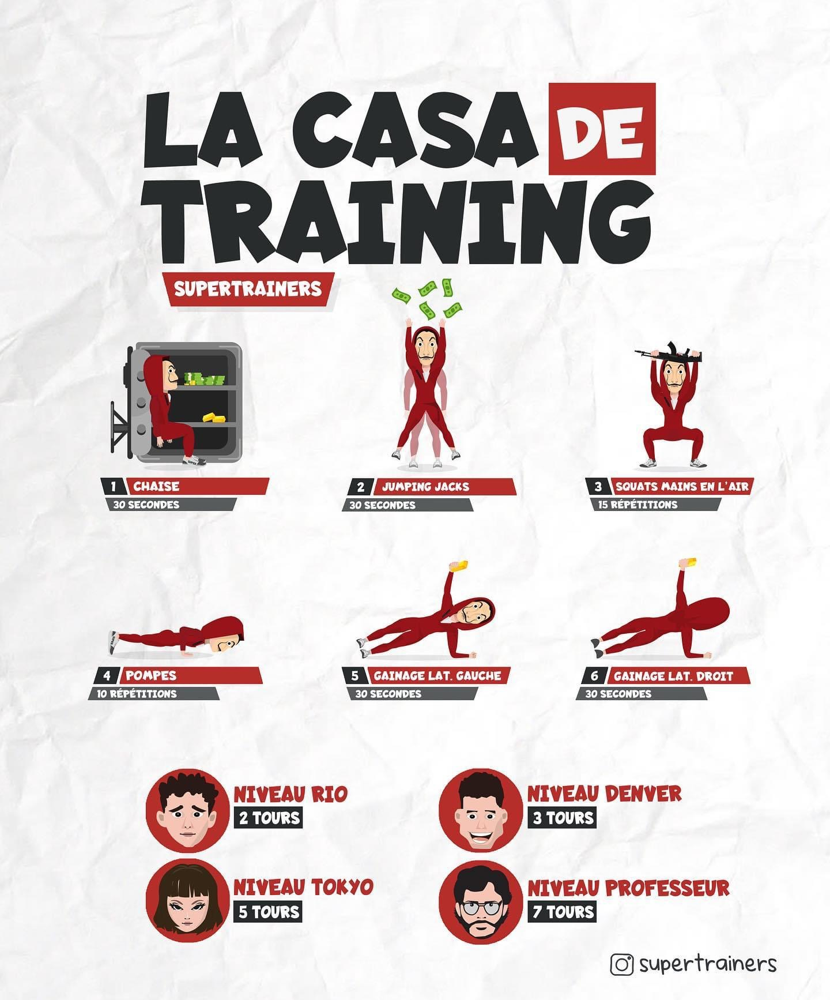 LA CASA DE
TRAINING
SUPERTRAINERS
1 CHAISE
30 SECONDES
2 JUMPING JACKS
30 SECONDES
3 SQUATS MAINS EN L'AIR
15 RÉPÉTITIONS
4 POMPES
10 RÉPÉTITIONS
5 GAINAGE LAT. GAUCHE
30 SECONDES
6 GAINAGE LAT. DROIT
30 SECONDES
NIVEAU RIO
2 TOURS
NIVEAU DENVER
3 TOURS
NIVEAU TOKYO
5 TOURS
NIVEAU PROFESSEUR
7 TOURS
supertrainers